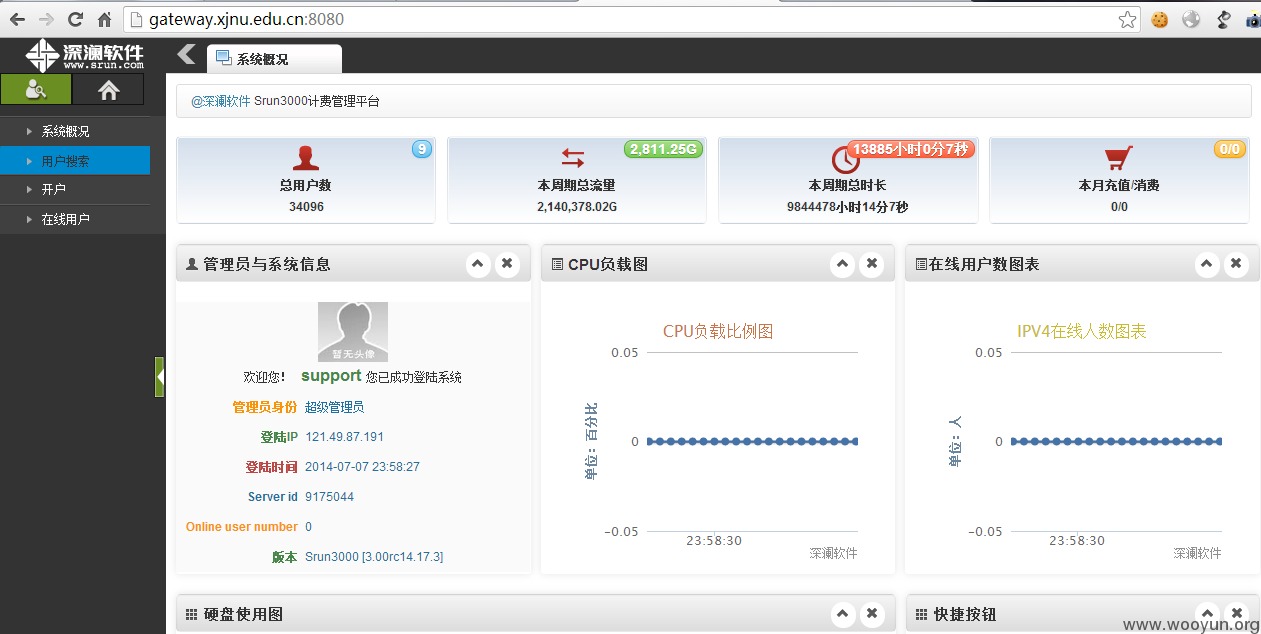 gateway.xjnu.edu.cn:8080
深澜软件
www.srun.com
系统概况
系统概况
用户搜索
开户
在线用户
@深澜软件 Srun3000计费管理平台
9
总用户数
34096
2,811.25G
本周期总流量
2,140,378.02G
13885小时0分7秒
本周期总时长
9844478小时14分7秒
0/0
本月充值/消费
0/0
管理员与系统信息
暂无头像
欢迎您! support 您已成功登陆系统
管理员身份 超级管理员
登陆IP 121.49.87.191
登陆时间 2014-07-07 23:58:27
Server id 9175044
Online user number 0
版本 Srun3000 [3.00rc14.17.3]
CPU负载图
CPU负载比例图
0.05
单位：百分比
0
-0.05
23:58:30
深澜软件
在线用户数图表
IPV4在线人数图表
0.05
单位：人
0
-0.05
23:58:30
深澜软件
硬盘使用图
快捷按钮
www.wooyun.org